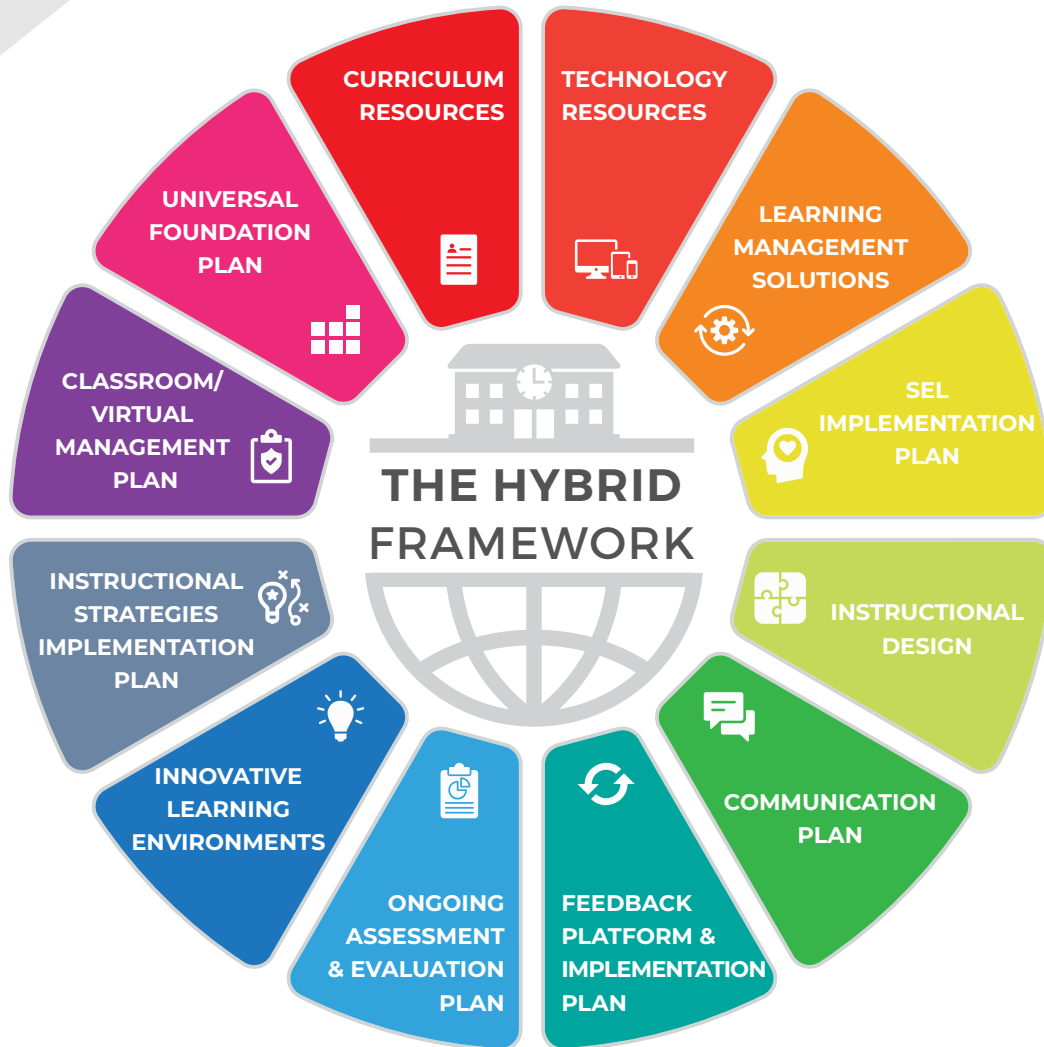 CURRICULUM
RESOURCES
TECHNOLOGY
RESOURCES
LEARNING
MANAGEMENT
SOLUTIONS
SEL
IMPLEMENTATION
PLAN
INSTRUCTIONAL
DESIGN
COMMUNICATION
PLAN
FEEDBACK
PLATFORM &
IMPLEMENTATION
PLAN
ONGOING
ASSESSMENT
& EVALUATION
PLAN
INNOVATIVE
LEARNING
ENVIRONMENTS
INSTRUCTIONAL
STRATEGIES
IMPLEMENTATION
PLAN
CLASSROOM/
VIRTUAL
MANAGEMENT
PLAN
UNIVERSAL
FOUNDATION
PLAN
THE HYBRID
FRAMEWORK